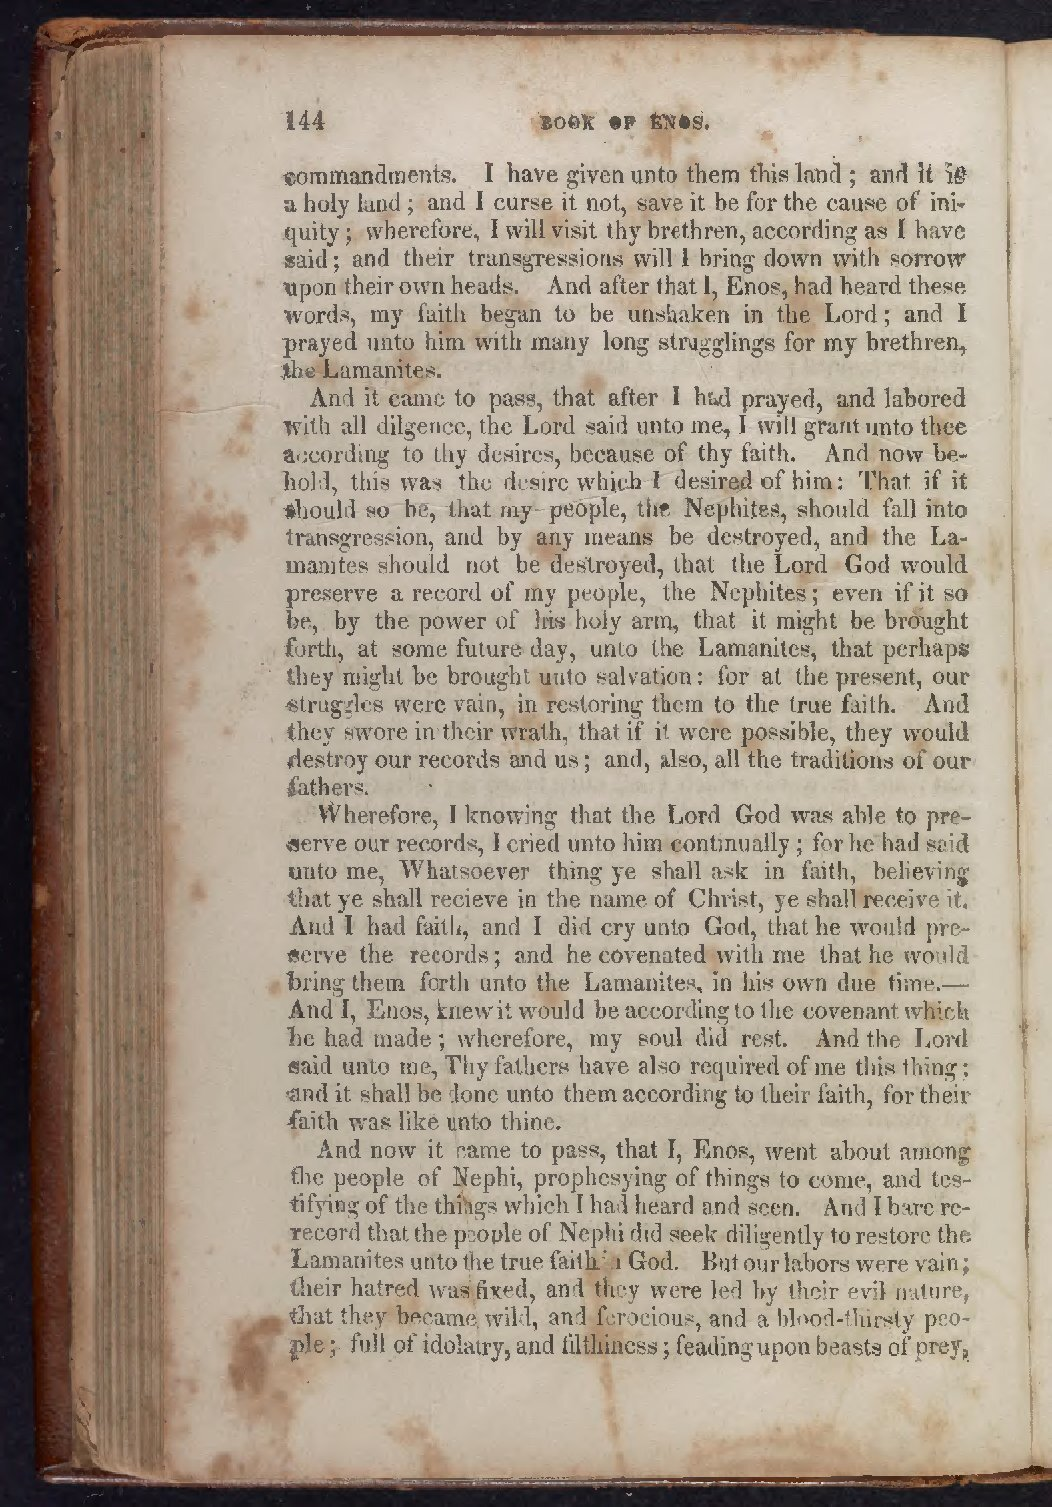 144 BOOK OF ENOS.
commandments. I have given unto them this land; and it is
a holy land; and I curse it not, save it be for the cause of ini-
quity; wherefore, I will visit thy brethren, according as I have
said; and their transgressions will I bring down with sorrow
upon their own heads. And after that I, Enos, had heard these
words, my faith began to be unshaken in the Lord; and I
prayed unto him with many long strugglings for my brethren,
the Lamanites.
And it came to pass, that after I had prayed, and labored
with all dilgence, the Lord said unto me, I will grant unto thee
according to thy desires, because of thy faith. And now be-
hold, this was the desire which I desired of him: That if it
should so be, that my people, the Nephites, should fall into
transgression, and by any means be destroyed, and the La-
manites should not be destroyed, that the Lord God would
preserve a record of my people, the Nephites; even if it so
be, by the power of his holy arm, that it might be brought
forth, at some future day, unto the Lamanites, that perhaps
they might be brought unto salvation: for at the present, our
struggles were vain, in restoring them to the true faith. And
they swore in their wrath, that if it were possible, they would
destroy our records and us; and, also, all the traditions of our
fathers.
Wherefore, I knowing that the Lord God was able to pre-
serve our records, I cried unto him continually; for he had said
unto me, Whatsoever thing ye shall ask in faith, believing
that ye shall recieve in the name of Christ, ye shall receive it.
And I had faith, and I did cry unto God, that he would pre-
serve the records; and he covenated with me that he would
bring them forth unto the Lamanites, in his own due time.—
And I, Enos, knew it would be according to the covenant which
he had made; wherefore, my soul did rest. And the Lord
said unto me, Thy fathers have also required of me this thing;
and it shall be done unto them according to their faith, for their
faith was like unto thine.
And now it came to pass, that I, Enos, went about among
the people of Nephi, prophesying of things to come, and tes-
tifying of the things which I had heard and seen. And I bare re-
record that the people of Nephi did seek diligently to restore the
Lamanites unto the true faith God. But our labors were vain;
their hatred was fixed, and they were led by their evil nature,
that they became wild, and ferocious, and a blood-thirsty peo-
ple; full of idolatry, and filthiness; feading upon beasts of prey,